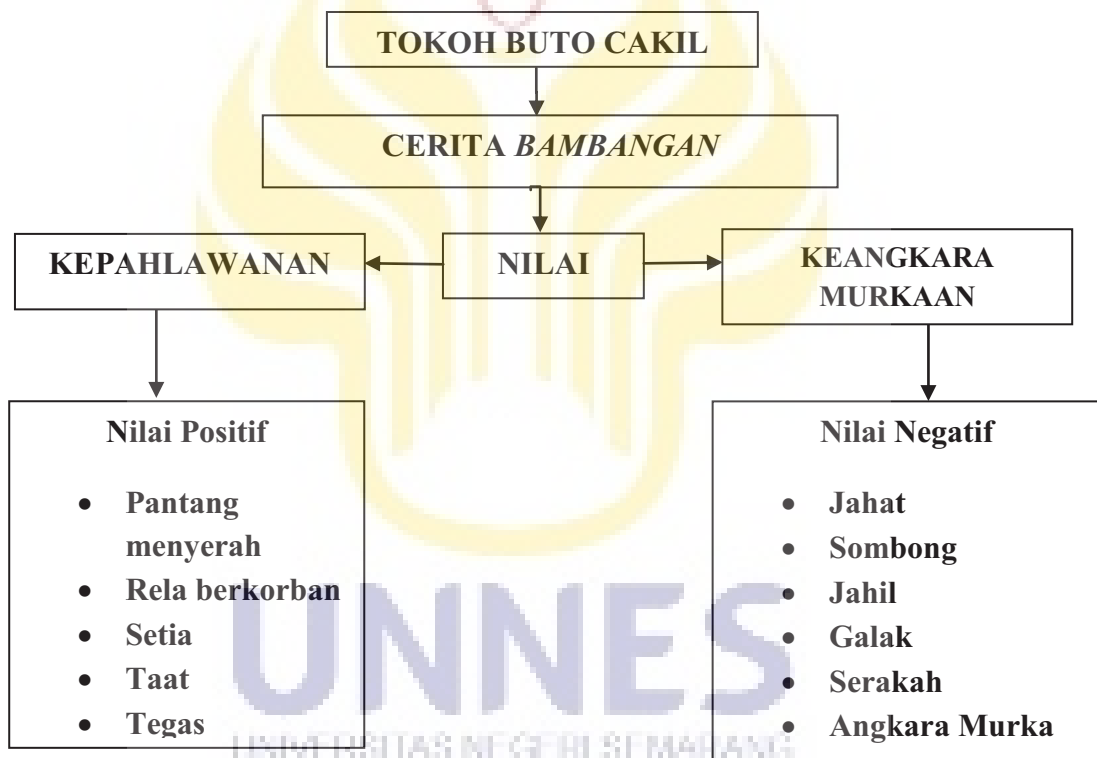 TOKOH BUTO CAKIL
CERITA BAMBANGAN
KEPAHLAWANAN
NILAI
KEANGKARA
MURKAAN
Nilai Positif
• Pantang
menyerah
• Rela berkorban
• Setia
• Taat
• Tegas
Nilai Negatif
• Jahat
• Sombong
• Jahil
• Galak
• Serakah
• Angkara Murka
UNNES
UNIVERSITAS NEGERI SEMARANG